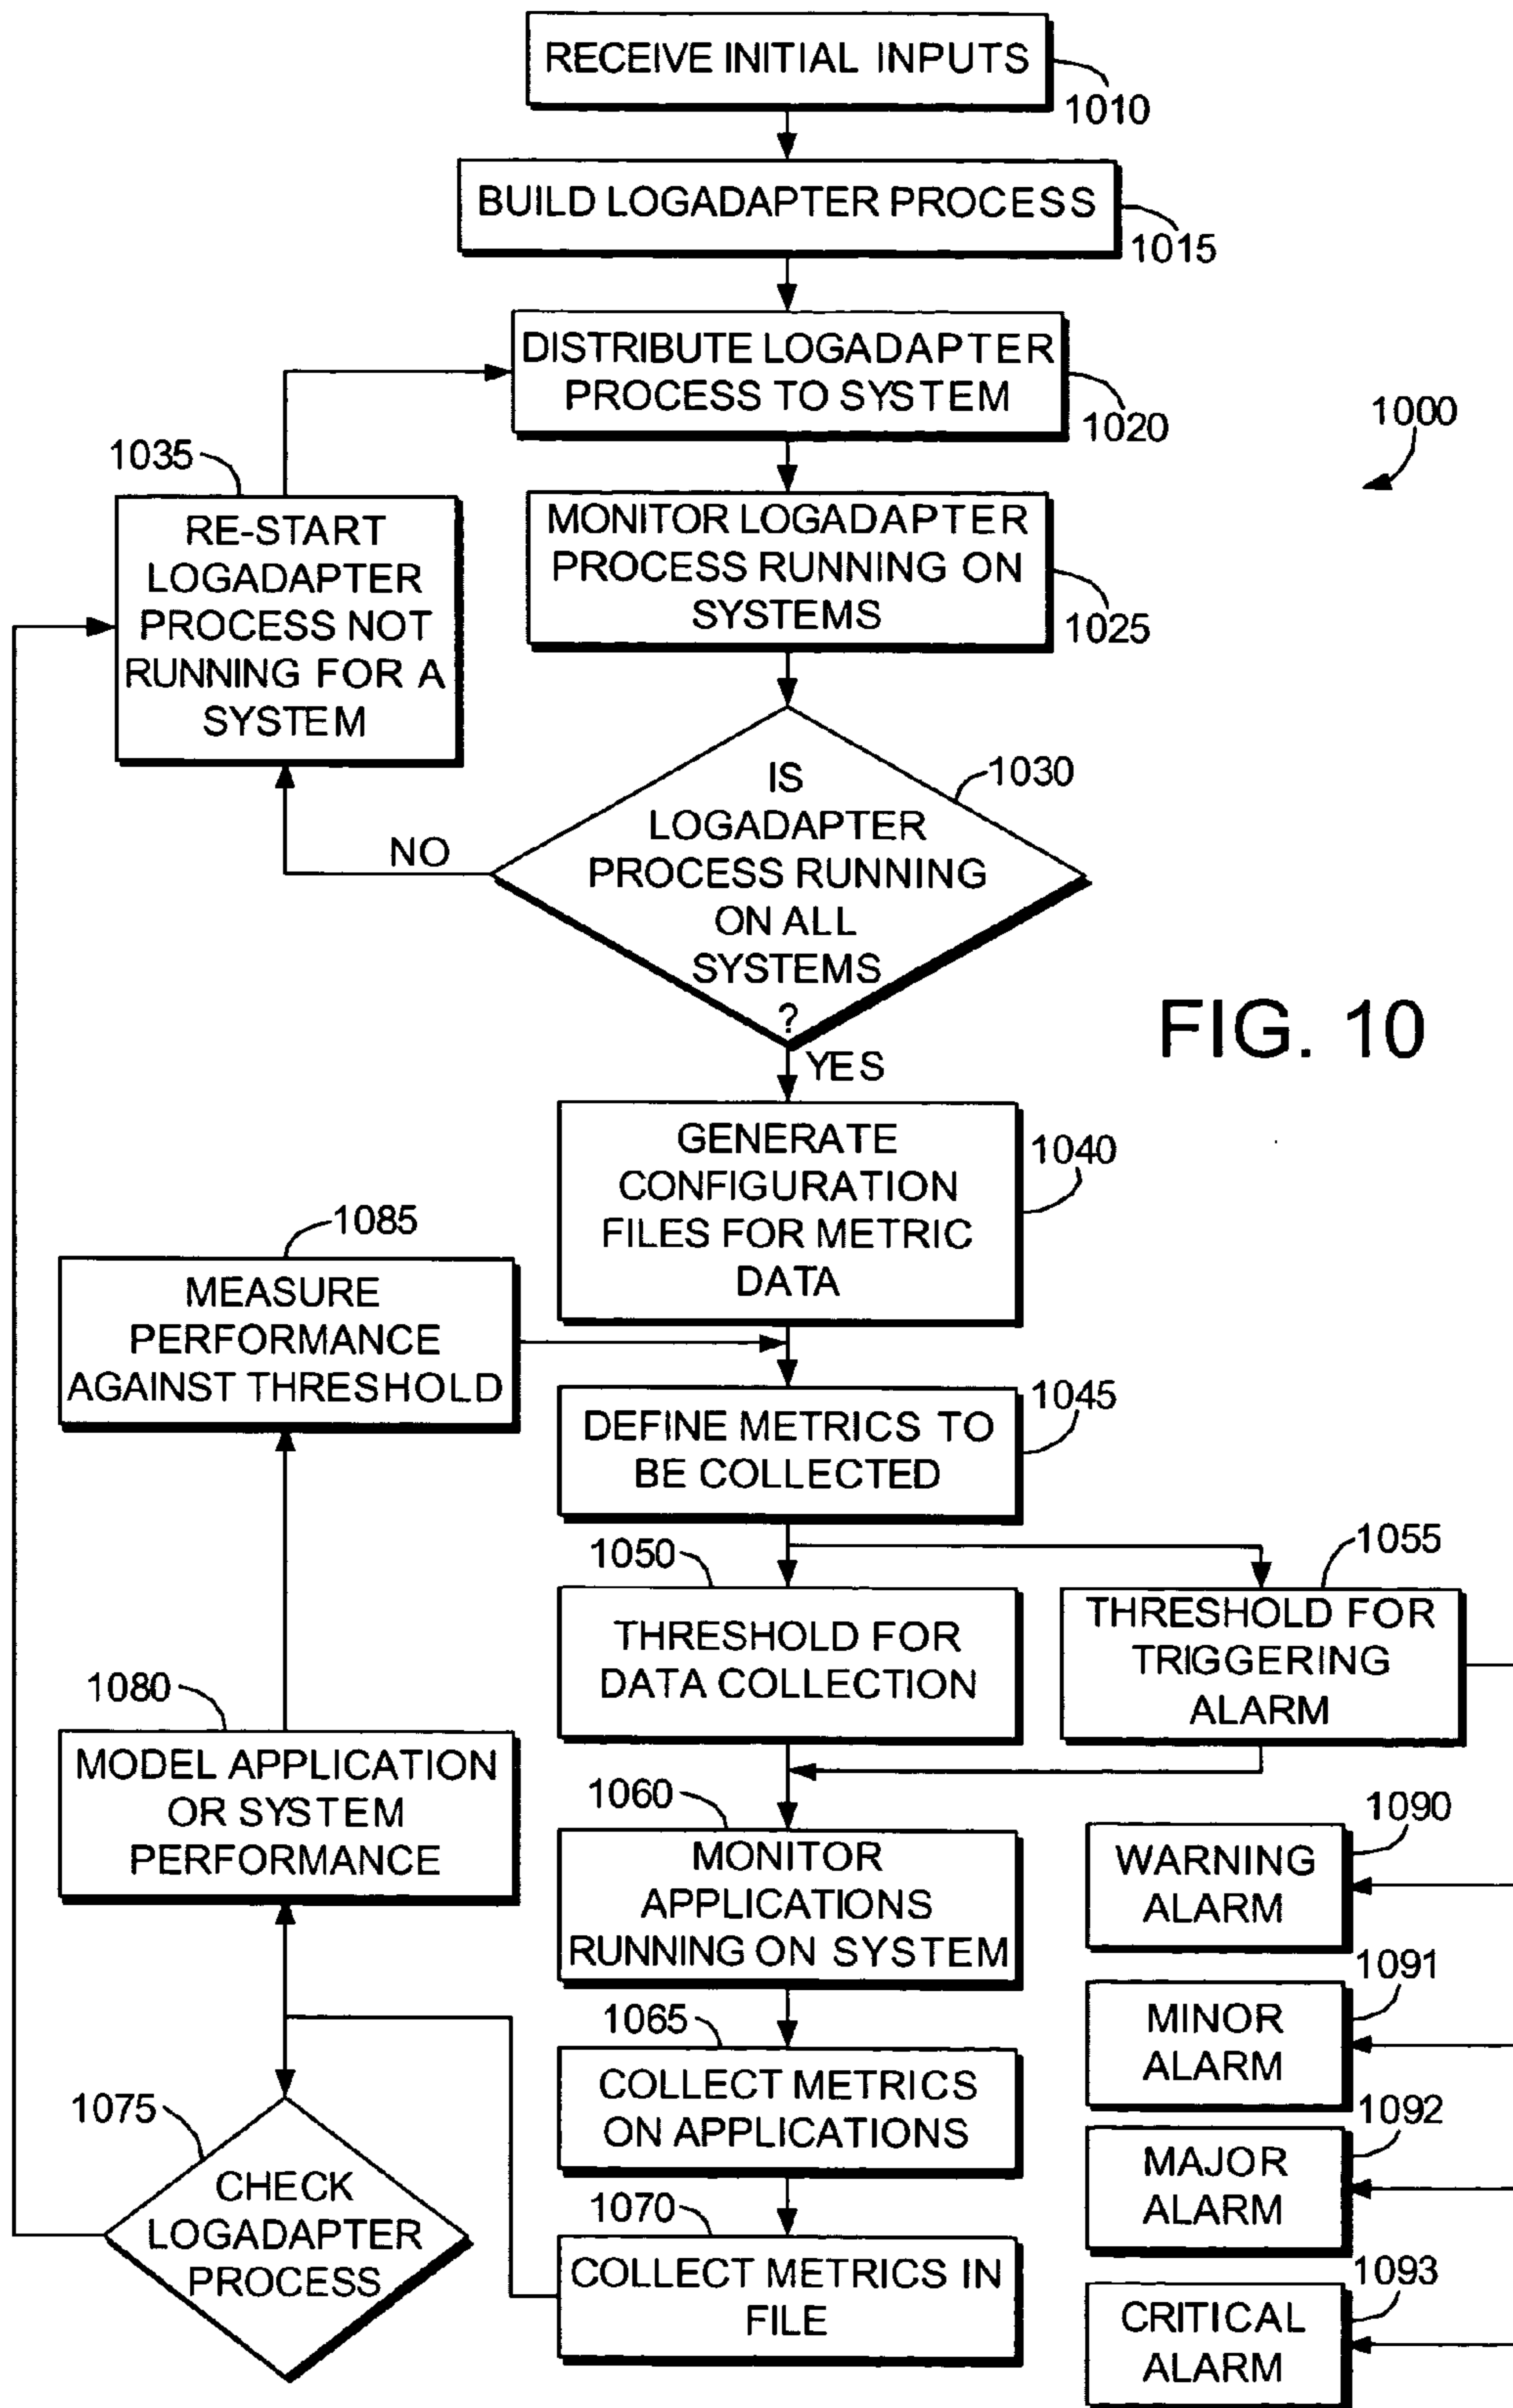 RECEIVE INITIAL INPUTS
1010
BUILD LOGADAPTER PROCESS
1015
DISTRIBUTE LOGADAPTER
PROCESS TO SYSTEM
1020
1000
1035
RE-START
LOGADAPTER
PROCESS NOT
RUNNING FOR A
SYSTEM
MONITOR LOGADAPTER
PROCESS RUNNING ON
SYSTEMS
1025
IS
LOGADAPTER
PROCESS RUNNING
ON ALL
SYSTEMS
?
1030
NO
YES
FIG. 10
GENERATE
CONFIGURATION
FILES FOR METRIC
DATA
1040
1085
MEASURE
PERFORMANCE
AGAINST THRESHOLD
DEFINE METRICS TO
BE COLLECTED
1045
1050
THRESHOLD FOR
DATA COLLECTION
1055
THRESHOLD FOR
TRIGGERING
ALARM
1080
MODEL APPLICATION
OR SYSTEM
PERFORMANCE
1060
MONITOR
APPLICATIONS
RUNNING ON SYSTEM
1090
WARNING
ALARM
1065
COLLECT METRICS
ON APPLICATIONS
1091
MINOR
ALARM
1075
CHECK
LOGADAPTER
PROCESS
1070
COLLECT METRICS IN
FILE
1092
MAJOR
ALARM
1093
CRITICAL
ALARM